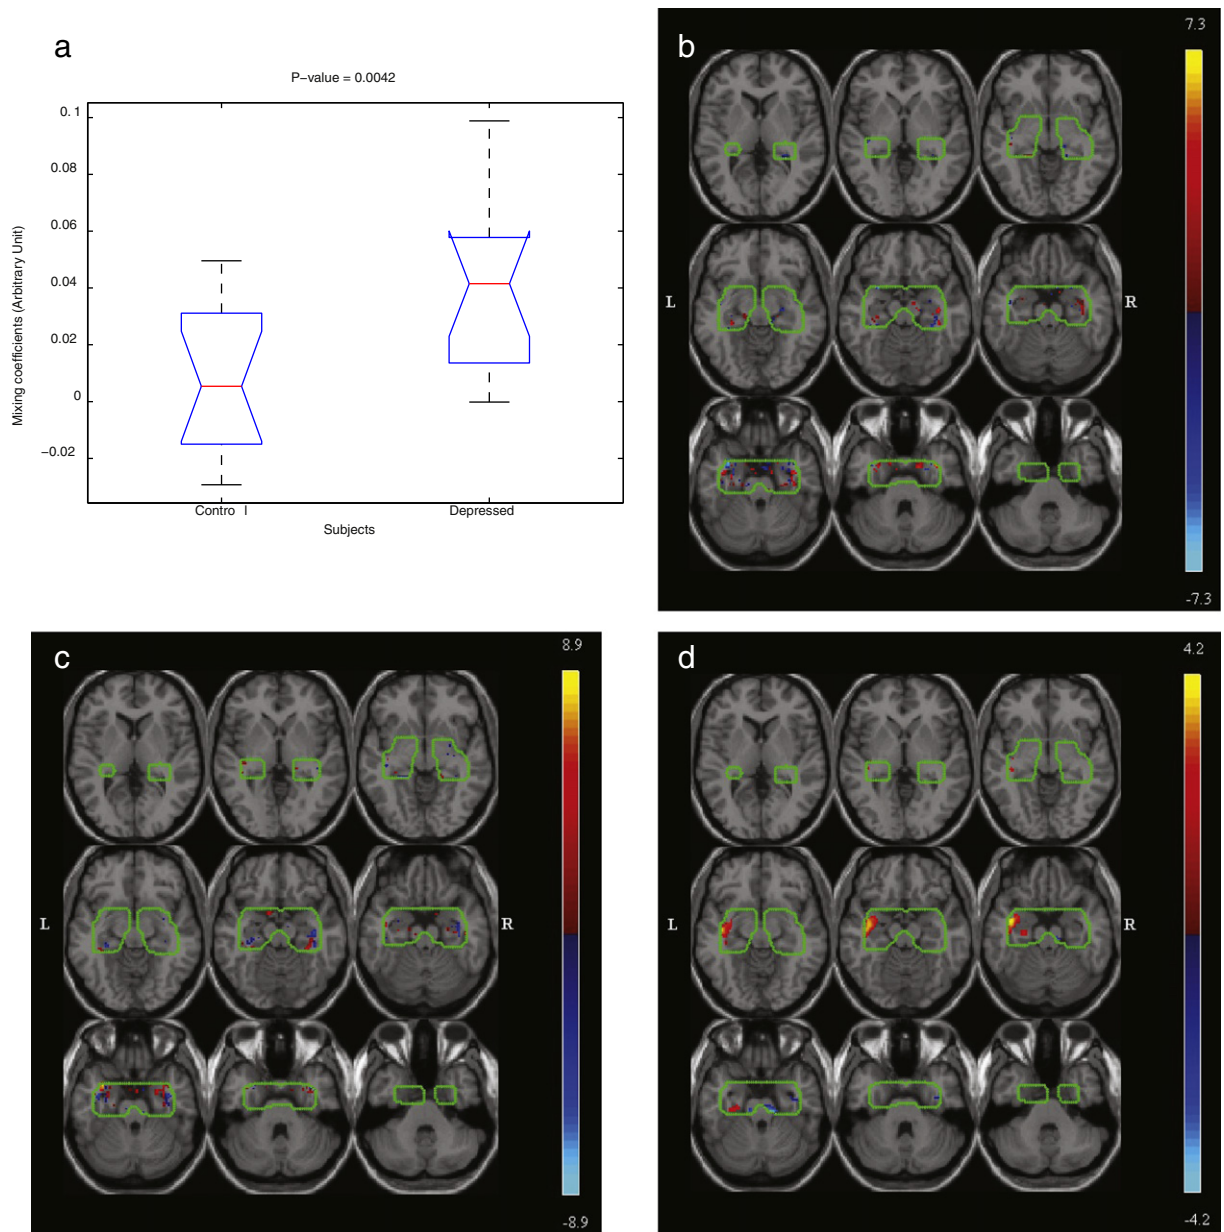 a
P-value = 0.0042
0.1
0.08
0.06
0.04
0.02
0
-0.02
Mixing coefficients (Arbitrary Unit)
Contro l
Depressed
Subjects
b
7.3
L
R
-7.3
c
8.9
L
R
-8.9
d
4.2
L
R
-4.2